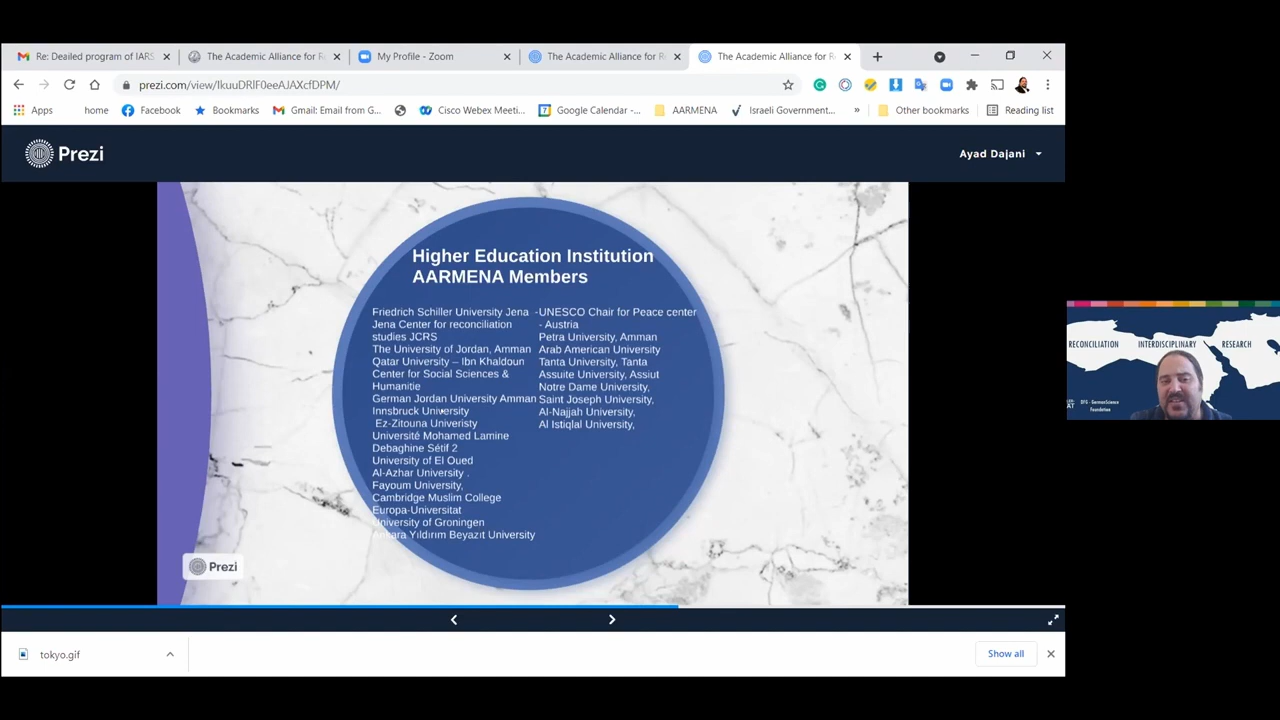 Re: Deailed program of IARS
The Academic Alliance for R
My Profile - Zoom
The Academic Alliance for Re
The Academic Alliance for R
prezi.com/view/lkuuDRlF0eeAJAXcfDPM/
Apps
home
Facebook
Bookmarks
Gmail: Email from G...
Cisco Webex Meeti...
Google Calendar -...
AARMENA
Israeli Government...
»
Other bookmarks
Reading list
Prezi
Ayad Dajani
Higher Education Institution
AARMENA Members
Friedrich Schiller University Jena
Jena Center for reconciliation
studies JCRS
The University of Jordan, Amman
Qatar University – Ibn Khaldoun
Center for Social Sciences &
Humanitie
German Jordan University Amman
Innsbruck University
Ez-Zitouna Univeristy
Université Mohamed Lamine
Debaghine Sétif 2
University of El Oued
Al-Azhar University .
Fayoum University,
Cambridge Muslim College
Europa-Universitat
University of Groningen
Ankara Yıldırım Beyazıt University
-UNESCO Chair for Peace center
- Austria
Petra University, Amman
Arab American University
Tanta University, Tanta
Assuite University, Assiut
Notre Dame University,
Saint Joseph University,
Al-Najjah University,
Al Istiqlal University,
Prezi
RECONCILIATION INTERDISCIPLINARY RESEARCH
DFG - GermanScience
Foundation
tokyo.gif
Show all